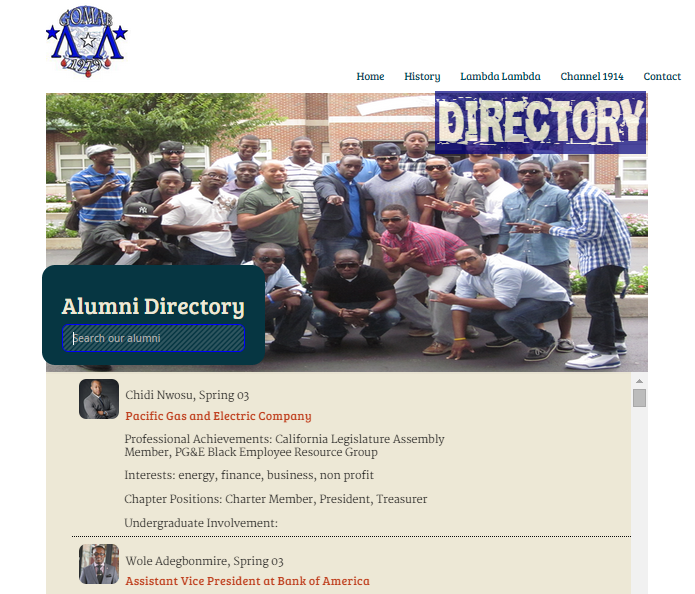 GOMAB
ΛΛ
1979
Home History Lambda Lambda Channel 1914 Contact
DIRECTORY
Alumni Directory
Search our alumni
Chidi Nwosu, Spring 03
Pacific Gas and Electric Company
Professional Achievements: California Legislature Assembly
Member, PG&E Black Employee Resource Group
Interests: energy, finance, business, non profit
Chapter Positions: Charter Member, President, Treasurer
Undergraduate Involvement:
Wole Adegbonmire, Spring 03
Assistant Vice President at Bank of America